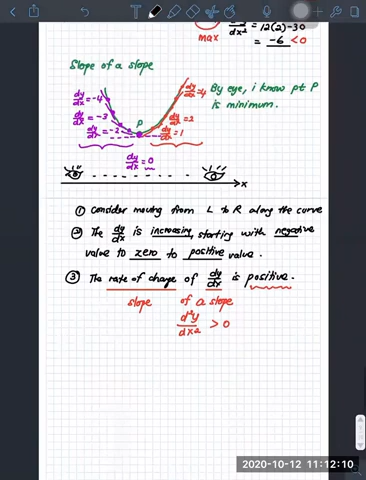 = 12(2)-30
dx²
= -6 < 0
max
Slope of a slope
dy/dx = -4
dy/dx = 4
By eye, i know pt P
is minimum.
dy/dx = -3
P
dy/dx = 2
dy/dx = -2
dy/dx = 1
dy/dx = 0
x
① Consider moving from L to R along the curve
② The dy/dx is increasing, starting with negative
value to zero to positive value.
③ The rate of change of dy/dx is positive.
slope of a slope
d²y/dx² > 0
2020-10-12 11:12:10